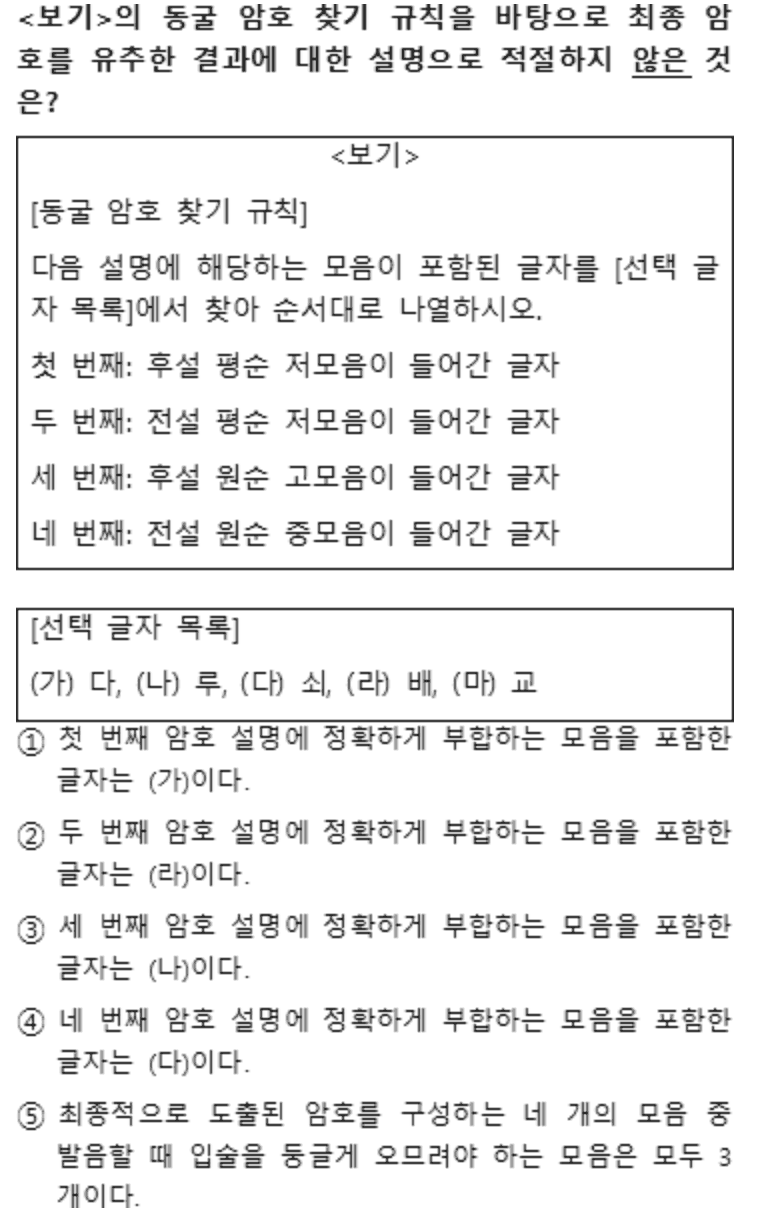 <보기>의 동굴 암호 찾기 규칙을 바탕으로 최종 암
호를 유추한 결과에 대한 설명으로 적절하지 않은 것
은?
<보기>
[동굴 암호 찾기 규칙]
다음 설명에 해당하는 모음이 포함된 글자를 [선택 글
자 목록]에서 찾아 순서대로 나열하시오.
첫 번째: 후설 평순 저모음이 들어간 글자
두 번째: 전설 평순 저모음이 들어간 글자
세 번째: 후설 원순 고모음이 들어간 글자
네 번째: 전설 원순 중모음이 들어간 글자
[선택 글자 목록]
(가) 다, (나) 루, (다) 쇠, (라) 배, (마) 교
① 첫 번째 암호 설명에 정확하게 부합하는 모음을 포함한
글자는 (가)이다.
② 두 번째 암호 설명에 정확하게 부합하는 모음을 포함한
글자는 (라)이다.
③ 세 번째 암호 설명에 정확하게 부합하는 모음을 포함한
글자는 (나)이다.
④ 네 번째 암호 설명에 정확하게 부합하는 모음을 포함한
글자는 (다)이다.
⑤ 최종적으로 도출된 암호를 구성하는 네 개의 모음 중
발음할 때 입술을 둥글게 오므려야 하는 모음은 모두 3
개이다.